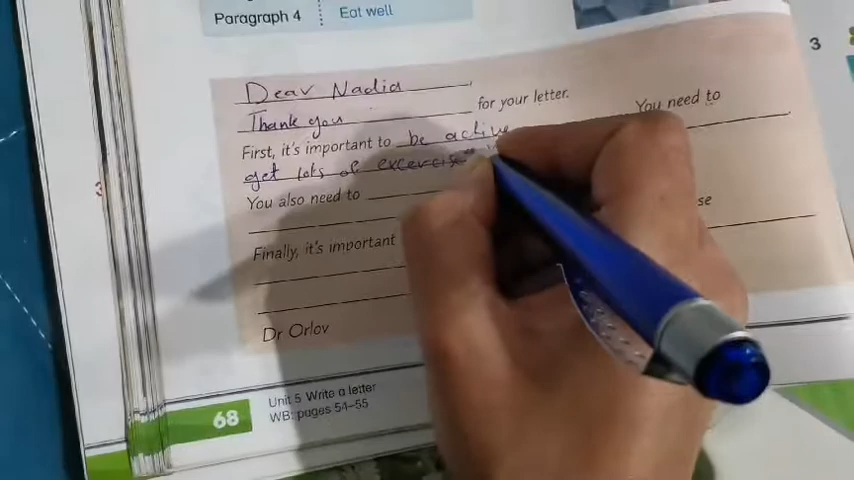 Paragraph 4 Eat well
3
Dear Nadia
Thank you for your letter.
First, it's important to be active You need to
get lots of exercise
You also need to
Finally, it's important
Dr Orlov
68 Unit 5 Write a letter
WB: pages 54–55